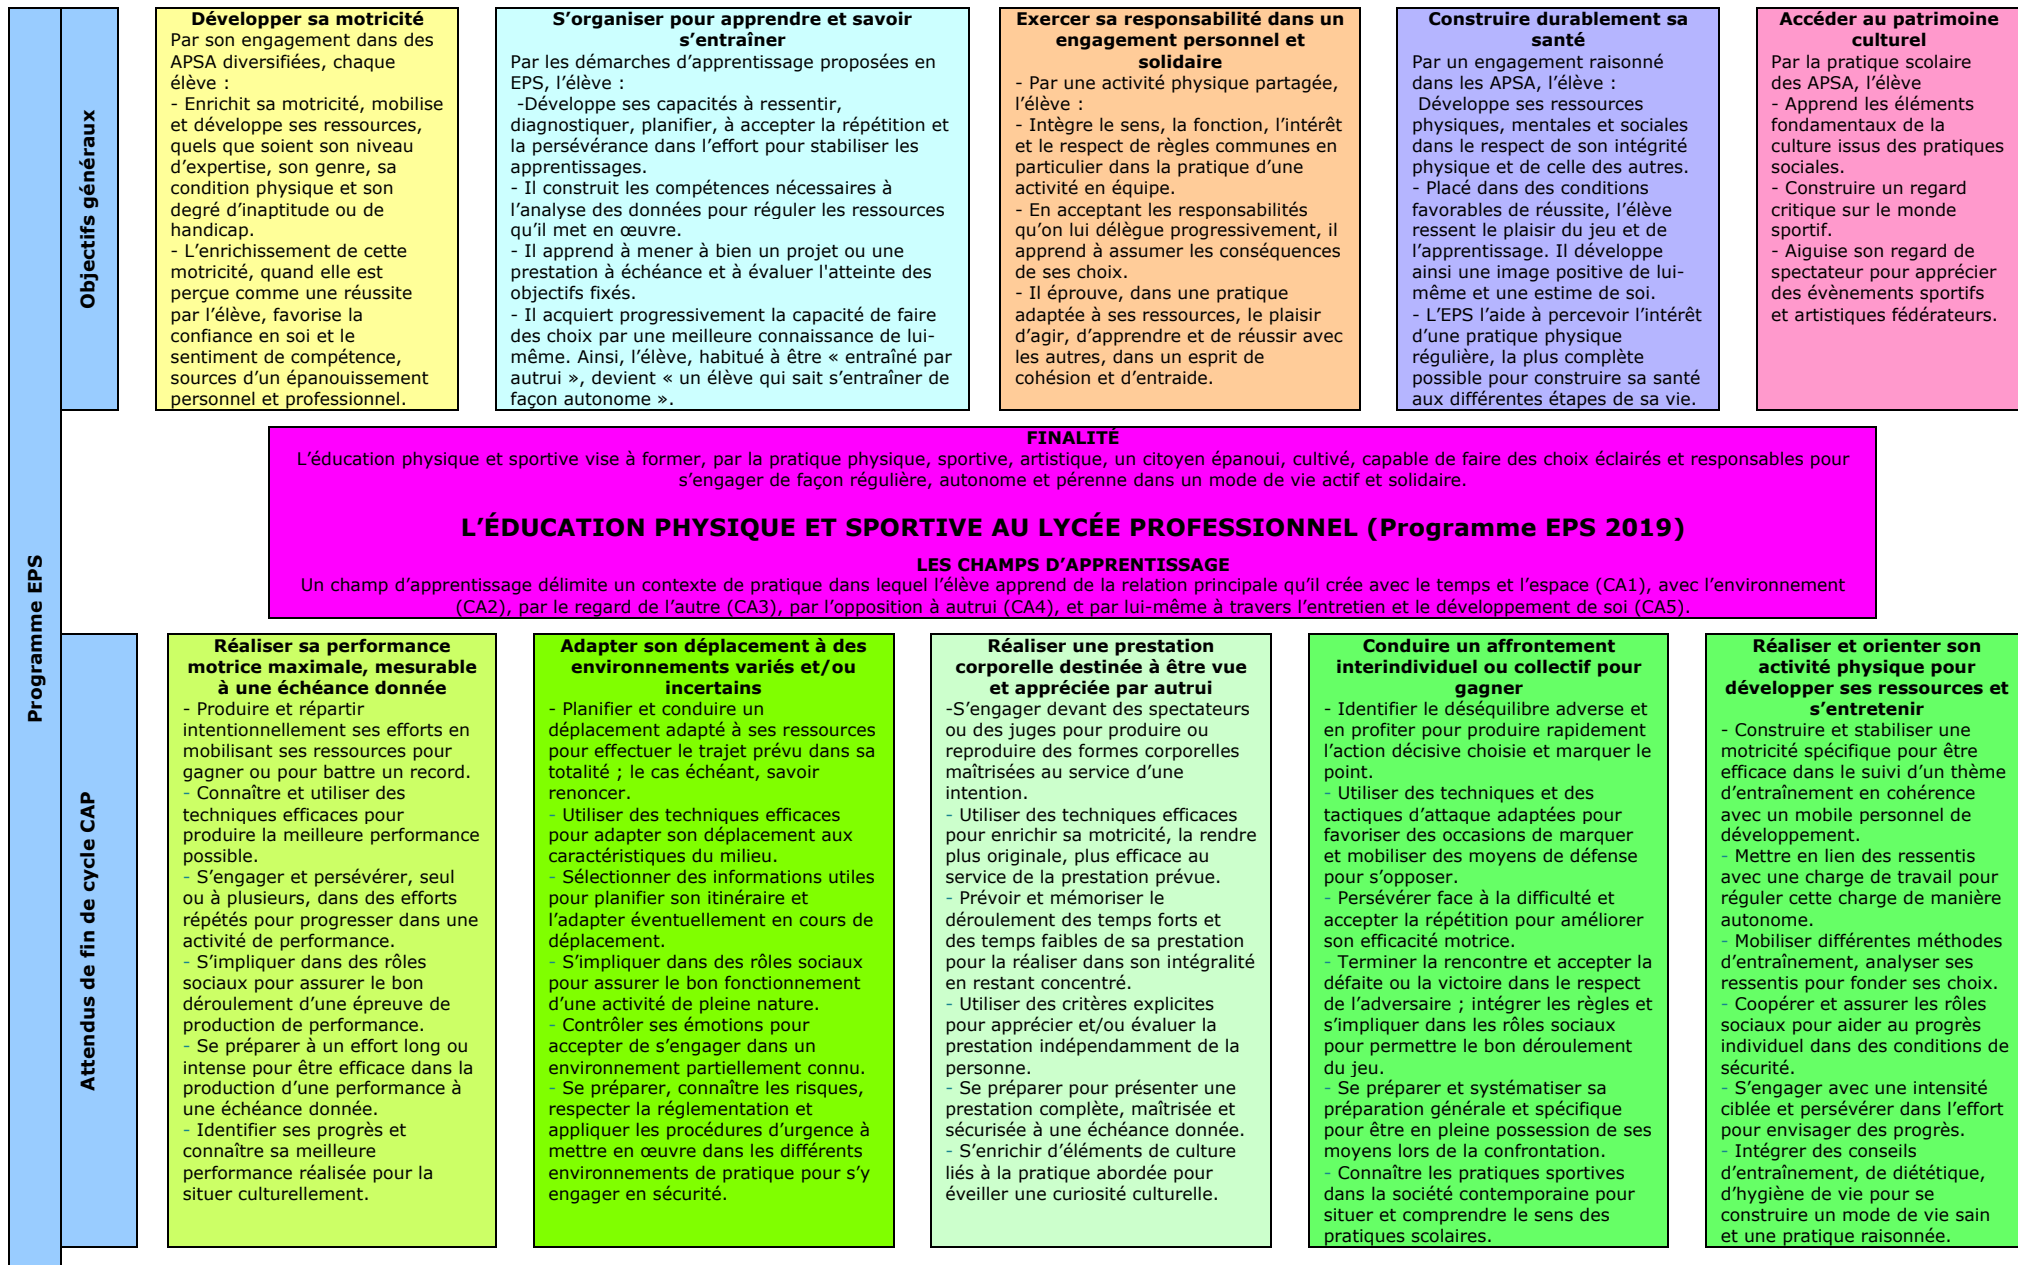 Programme EPS
Objectifs généraux
Développer sa motricité
Par son engagement dans des
APSA diversifiées, chaque
élève :
- Enrichit sa motricité, mobilise
et développe ses ressources,
quels que soient son niveau
d’expertise, son genre, sa
condition physique et son
degré d’inaptitude ou de
handicap.
- L’enrichissement de cette
motricité, quand elle est
perçue comme une réussite
par l’élève, favorise la
confiance en soi et le
sentiment de compétence,
sources d’un épanouissement
personnel et professionnel.
S’organiser pour apprendre et savoir
s’entraîner
Par les démarches d’apprentissage proposées en
EPS, l’élève :
-Développe ses capacités à ressentir,
diagnostiquer, planifier, à accepter la répétition et
la persévérance dans l’effort pour stabiliser les
apprentissages.
- Il construit les compétences nécessaires à
l’analyse des données pour réguler les ressources
qu’il met en œuvre.
- Il apprend à mener à bien un projet ou une
prestation à échéance et à évaluer l'atteinte des
objectifs fixés.
- Il acquiert progressivement la capacité de faire
des choix par une meilleure connaissance de lui-
même. Ainsi, l’élève, habitué à être « entraîné par
autrui », devient « un élève qui sait s’entraîner de
façon autonome ».
Exercer sa responsabilité dans un
engagement personnel et
solidaire
- Par une activité physique partagée,
l’élève :
- Intègre le sens, la fonction, l’intérêt
et le respect de règles communes en
particulier dans la pratique d’une
activité en équipe.
- En acceptant les responsabilités
qu’on lui délègue progressivement, il
apprend à assumer les conséquences
de ses choix.
- Il éprouve, dans une pratique
adaptée à ses ressources, le plaisir
d’agir, d’apprendre et de réussir avec
les autres, dans un esprit de
cohésion et d’entraide.
Construire durablement sa
santé
Par un engagement raisonné
dans les APSA, l’élève :
Développe ses ressources
physiques, mentales et sociales
dans le respect de son intégrité
physique et de celle des autres.
- Placé dans des conditions
favorables de réussite, l’élève
ressent le plaisir du jeu et de
l’apprentissage. Il développe
ainsi une image positive de lui-
même et une estime de soi.
- L’EPS l’aide à percevoir l’intérêt
d’une pratique physique
régulière, la plus complète
possible pour construire sa santé
aux différentes étapes de sa vie.
Accéder au patrimoine
culturel
Par la pratique scolaire
des APSA, l’élève
- Apprend les éléments
fondamentaux de la
culture issus des pratiques
sociales.
- Construire un regard
critique sur le monde
sportif.
- Aiguise son regard de
spectateur pour apprécier
des évènements sportifs
et artistiques fédérateurs.
FINALITÉ
L’éducation physique et sportive vise à former, par la pratique physique, sportive, artistique, un citoyen épanoui, cultivé, capable de faire des choix éclairés et responsables pour
s’engager de façon régulière, autonome et pérenne dans un mode de vie actif et solidaire.
L’ÉDUCATION PHYSIQUE ET SPORTIVE AU LYCÉE PROFESSIONNEL (Programme EPS 2019)
LES CHAMPS D’APPRENTISSAGE
Un champ d’apprentissage délimite un contexte de pratique dans lequel l’élève apprend de la relation principale qu’il crée avec le temps et l’espace (CA1), avec l’environnement
(CA2), par le regard de l’autre (CA3), par l’opposition à autrui (CA4), et par lui-même à travers l’entretien et le développement de soi (CA5).
Attendus de fin de cycle CAP
Réaliser sa performance
motrice maximale, mesurable
à une échéance donnée
- Produire et répartir
intentionnellement ses efforts en
mobilisant ses ressources pour
gagner ou pour battre un record.
- Connaître et utiliser des
techniques efficaces pour
produire la meilleure performance
possible.
- S’engager et persévérer, seul
ou à plusieurs, dans des efforts
répétés pour progresser dans une
activité de performance.
- S’impliquer dans des rôles
sociaux pour assurer le bon
déroulement d’une épreuve de
production de performance.
- Se préparer à un effort long ou
intense pour être efficace dans la
production d’une performance à
une échéance donnée.
- Identifier ses progrès et
connaître sa meilleure
performance réalisée pour la
situer culturellement.
Adapter son déplacement à des
environnements variés et/ou
incertains
- Planifier et conduire un
déplacement adapté à ses ressources
pour effectuer le trajet prévu dans sa
totalité ; le cas échéant, savoir
renoncer.
- Utiliser des techniques efficaces
pour adapter son déplacement aux
caractéristiques du milieu.
- Sélectionner des informations utiles
pour planifier son itinéraire et
l’adapter éventuellement en cours de
déplacement.
- S’impliquer dans des rôles sociaux
pour assurer le bon fonctionnement
d’une activité de pleine nature.
- Contrôler ses émotions pour
accepter de s’engager dans un
environnement partiellement connu.
- Se préparer, connaître les risques,
respecter la réglementation et
appliquer les procédures d’urgence à
mettre en œuvre dans les différents
environnements de pratique pour s’y
engager en sécurité.
Réaliser une prestation
corporelle destinée à être vue
et appréciée par autrui
-S’engager devant des spectateurs
ou des juges pour produire ou
reproduire des formes corporelles
maîtrisées au service d’une
intention.
- Utiliser des techniques efficaces
pour enrichir sa motricité, la rendre
plus originale, plus efficace au
service de la prestation prévue.
- Prévoir et mémoriser le
déroulement des temps forts et
des temps faibles de sa prestation
pour la réaliser dans son intégralité
en restant concentré.
- Utiliser des critères explicites
pour apprécier et/ou évaluer la
prestation indépendamment de la
personne.
- Se préparer pour présenter une
prestation complète, maîtrisée et
sécurisée à une échéance donnée.
- S’enrichir d’éléments de culture
liés à la pratique abordée pour
éveiller une curiosité culturelle.
Conduire un affrontement
interindividuel ou collectif pour
gagner
- Identifier le déséquilibre adverse et
en profiter pour produire rapidement
l’action décisive choisie et marquer le
point.
- Utiliser des techniques et des
tactiques d’attaque adaptées pour
favoriser des occasions de marquer
et mobiliser des moyens de défense
pour s’opposer.
- Persévérer face à la difficulté et
accepter la répétition pour améliorer
son efficacité motrice.
- Terminer la rencontre et accepter la
défaite ou la victoire dans le respect
de l’adversaire ; intégrer les règles et
s’impliquer dans les rôles sociaux
pour permettre le bon déroulement
du jeu.
- Se préparer et systématiser sa
préparation générale et spécifique
pour être en pleine possession de ses
moyens lors de la confrontation.
- Connaître les pratiques sportives
dans la société contemporaine pour
situer et comprendre le sens des
pratiques scolaires.
Réaliser et orienter son
activité physique pour
développer ses ressources et
s’entretenir
- Construire et stabiliser une
motricité spécifique pour être
efficace dans le suivi d’un thème
d’entraînement en cohérence
avec un mobile personnel de
développement.
- Mettre en lien des ressentis
avec une charge de travail pour
réguler cette charge de manière
autonome.
- Mobiliser différentes méthodes
d’entraînement, analyser ses
ressentis pour fonder ses choix.
- Coopérer et assurer les rôles
sociaux pour aider au progrès
individuel dans des conditions de
sécurité.
- S’engager avec une intensité
ciblée et persévérer dans l’effort
pour envisager des progrès.
- Intégrer des conseils
d’entraînement, de diététique,
d’hygiène de vie pour se
construire un mode de vie sain
et une pratique raisonnée.